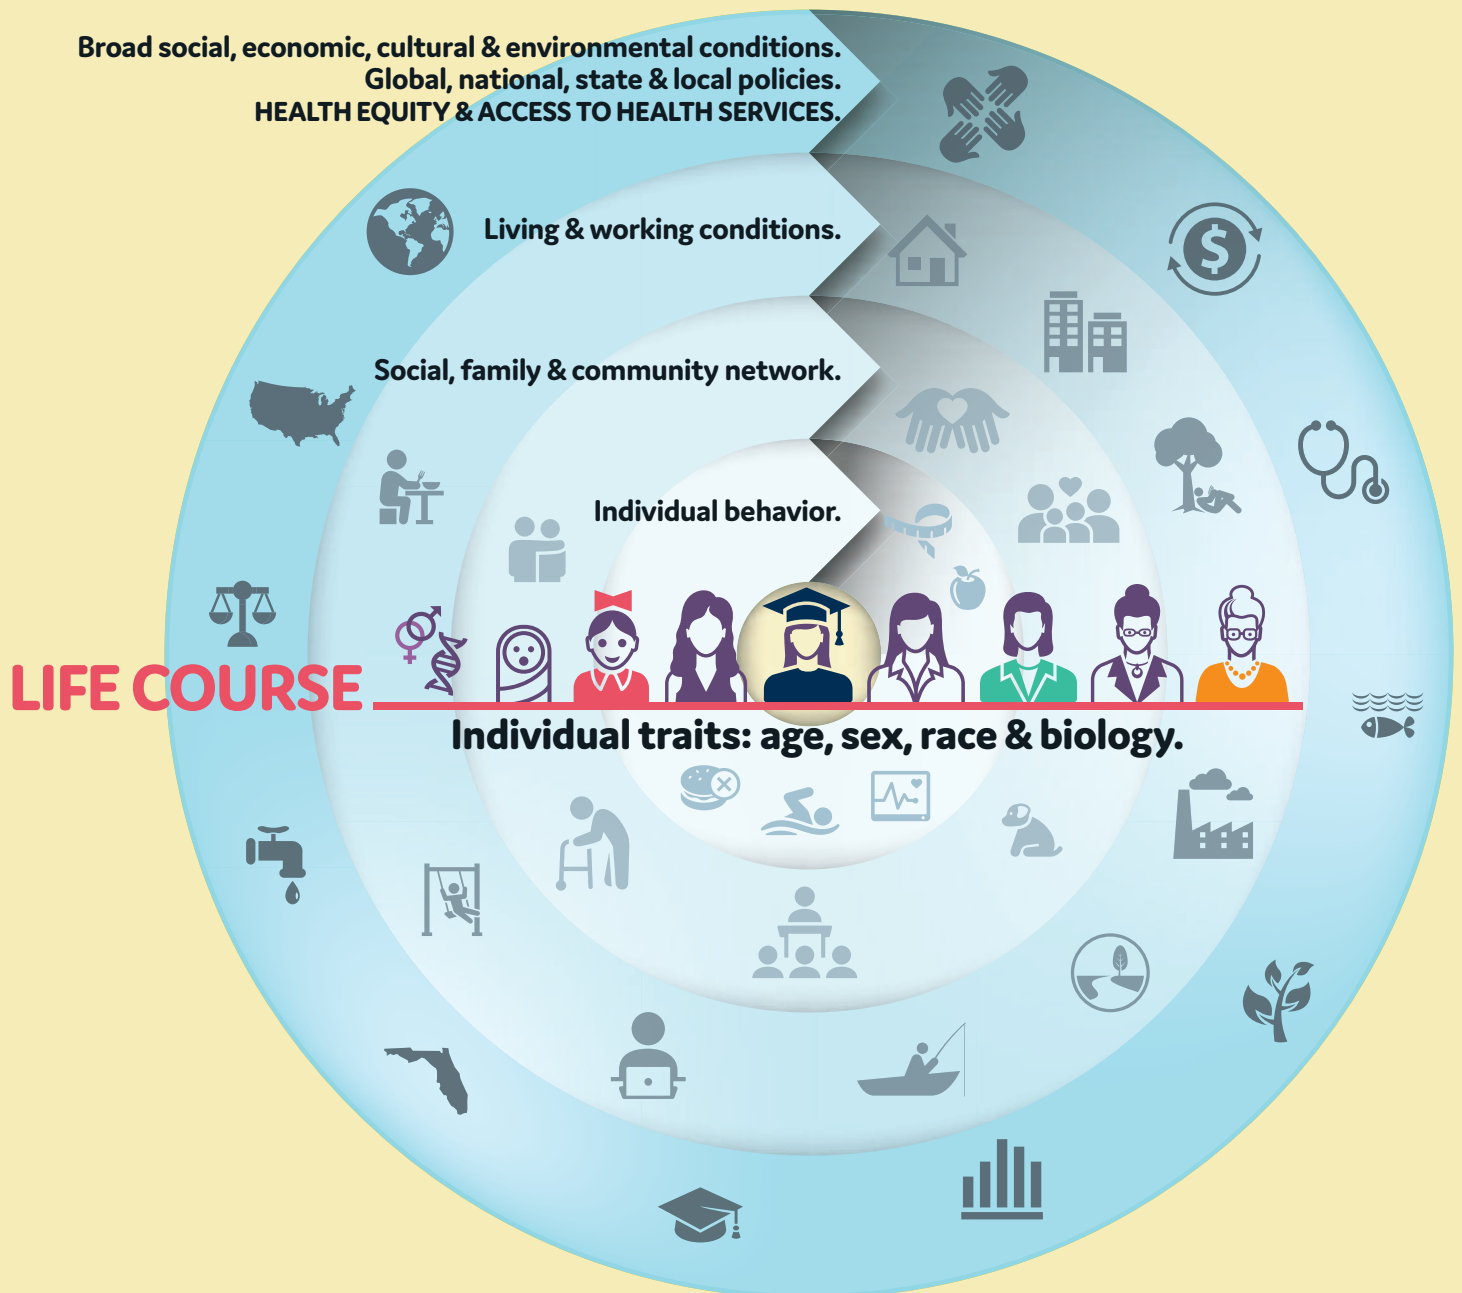 Broad social, economic, cultural & environmental conditions.
Global, national, state & local policies.
HEALTH EQUITY & ACCESS TO HEALTH SERVICES.
Living & working conditions.
$
Social, family & community network.
Individual behavior.
LIFE COURSE
Individual traits: age, sex, race & biology.